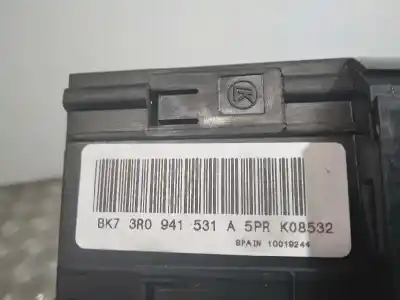 K
BK7 3R0 941 531 A 5PR K08532
SPAIN 10019244